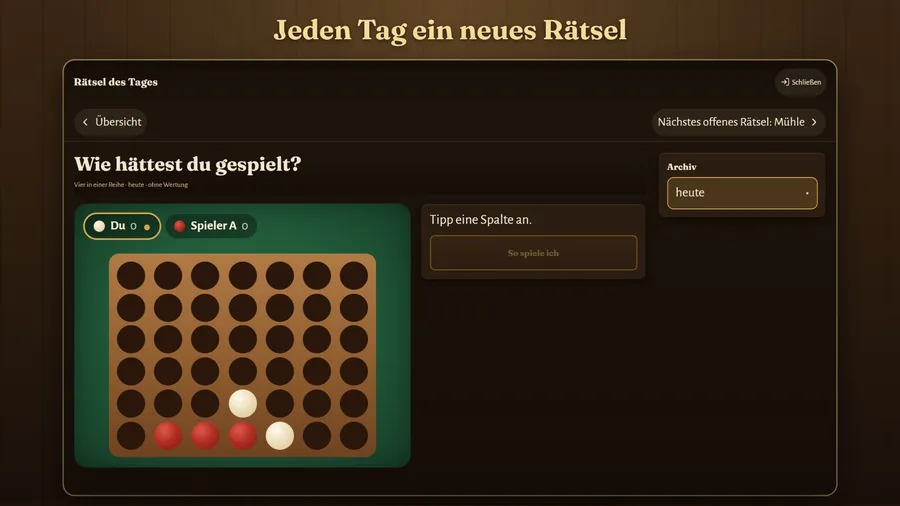 Jeden Tag ein neues Rätsel
Rätsel des Tages
Schließen
Übersicht
Nächstes offenes Rätsel: Mühle
Wie hättest du gespielt?
Vier in einer Reihe · heute · ohne Wertung
Archiv
heute
Du 0
Spieler A 0
Tipp eine Spalte an.
So spiele ich